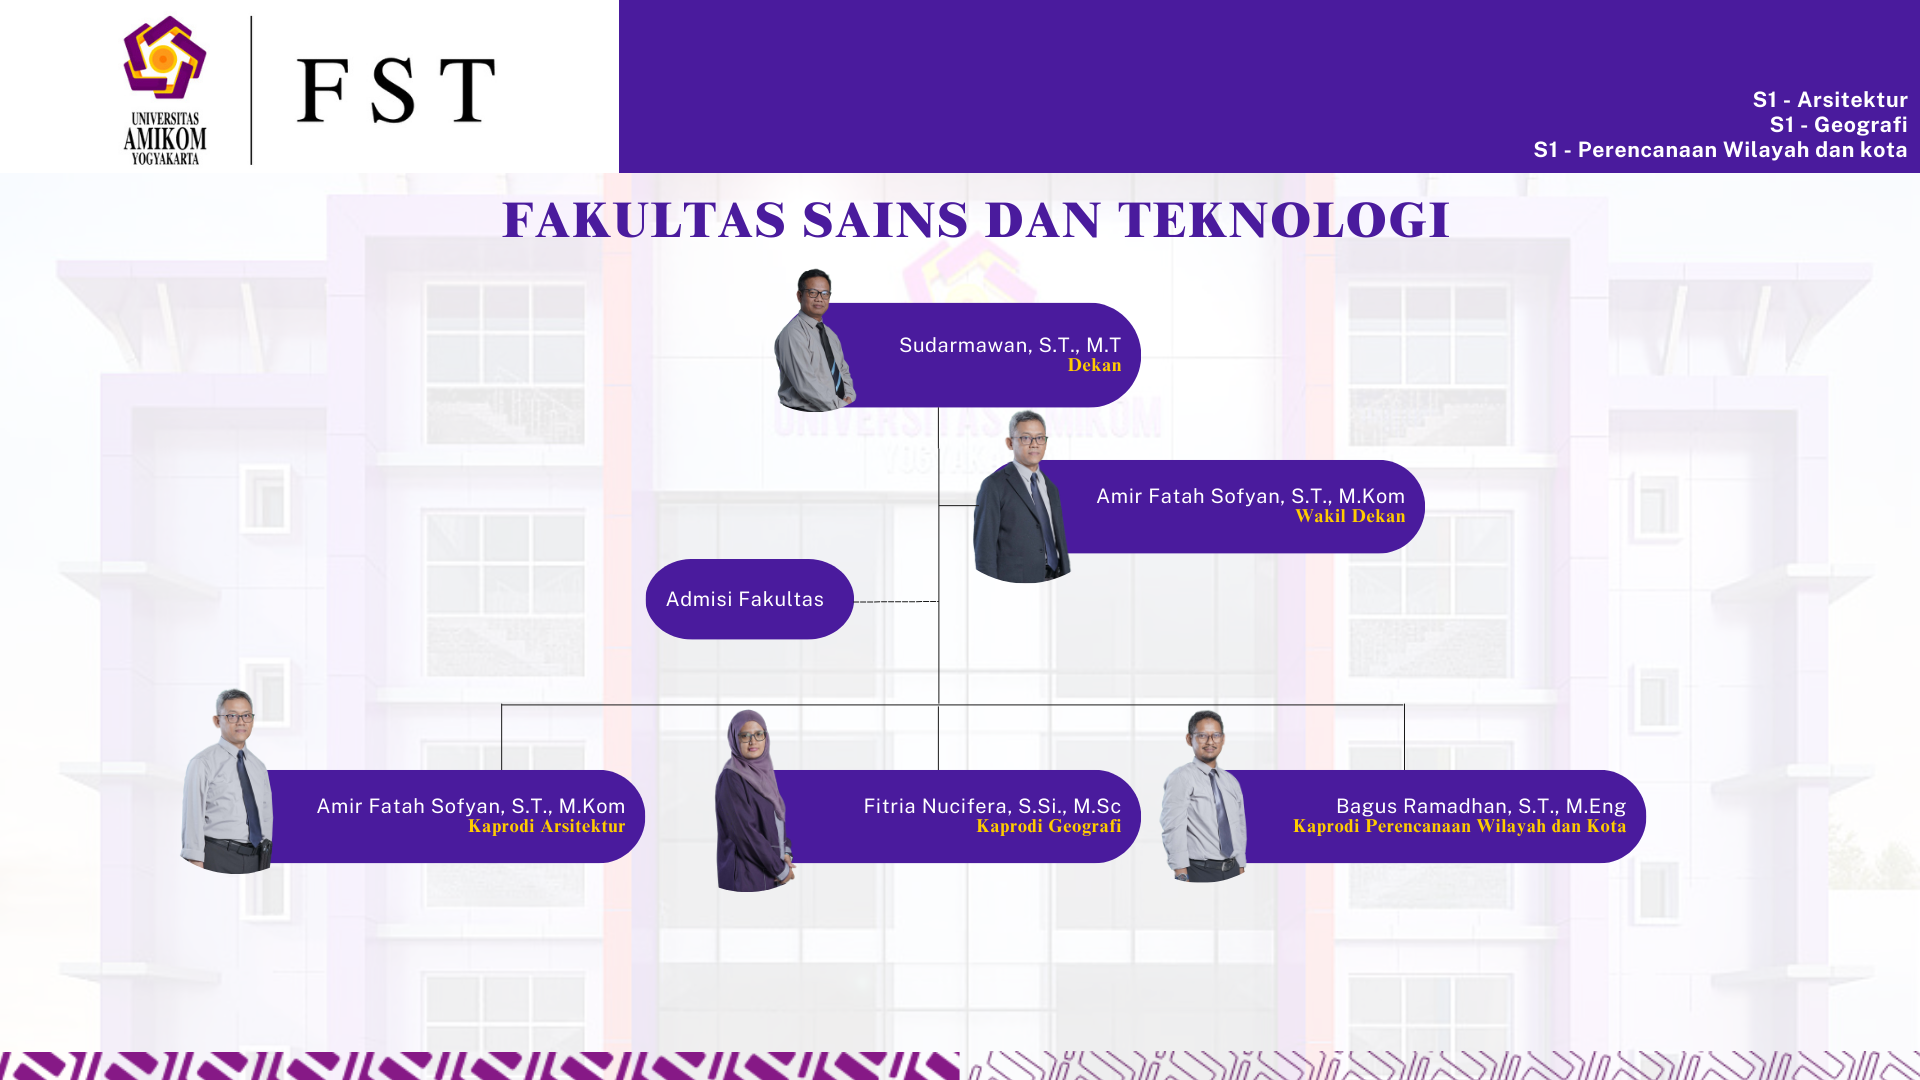 UNIVERSITAS
AMIKOM
YOGYAKARTA
FST
S1 - Arsitektur
S1 - Geografi
S1 - Perencanaan Wilayah dan kota
FAKULTAS SAINS DAN TEKNOLOGI
Sudarmawan, S.T., M.T
Dekan
UNIVERSITAS AMIKOM
Amir Fatah Sofyan, S.T., M.Kom
Wakil Dekan
Admisi Fakultas
Amir Fatah Sofyan, S.T., M.Kom
Kaprodi Arsitektur
Fitria Nucifera, S.Si., M.Sc
Kaprodi Geografi
Bagus Ramadhan, S.T., M.Eng
Kaprodi Perencanaan Wilayah dan Kota